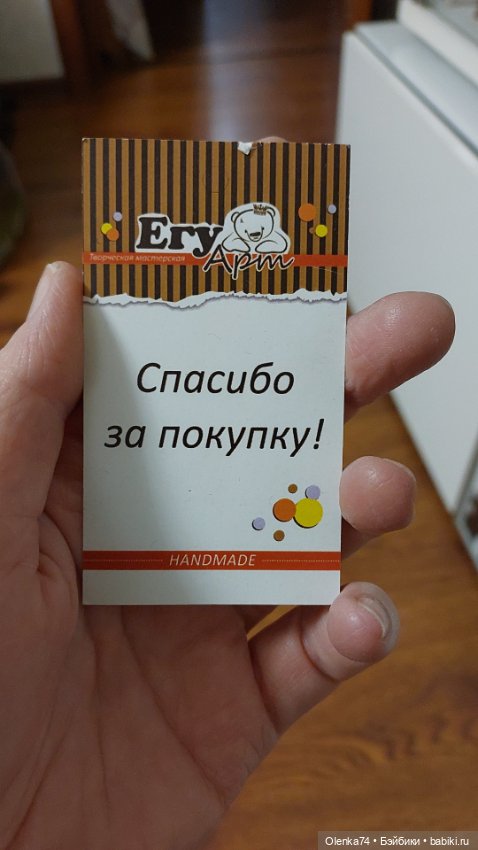 Егу
Творческая мастерская
Арт
Спасибо
за покупку!
HANDMADE
Olenka74 • Бэйбики • babiki.ru